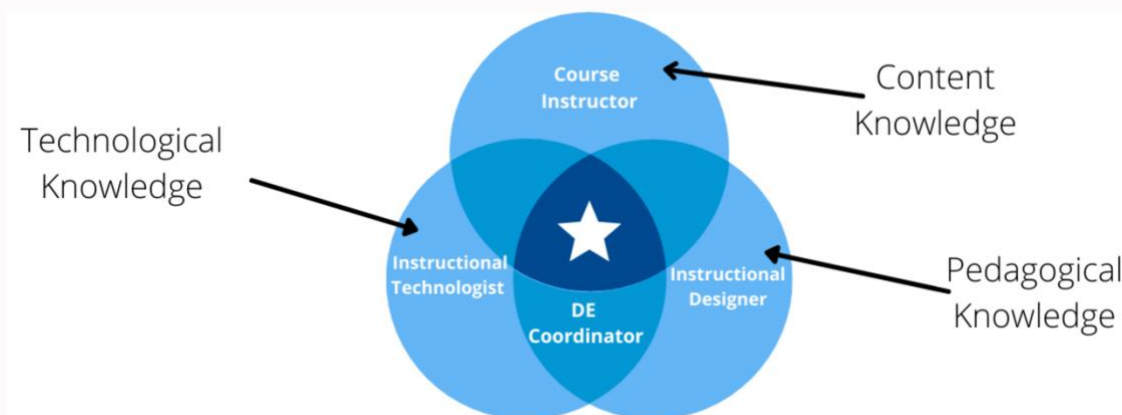 Course
Instructor
Content
Knowledge
Technological
Knowledge
Instructional
Technologist
DE
Coordinator
Instructional
Designer
Pedagogical
Knowledge